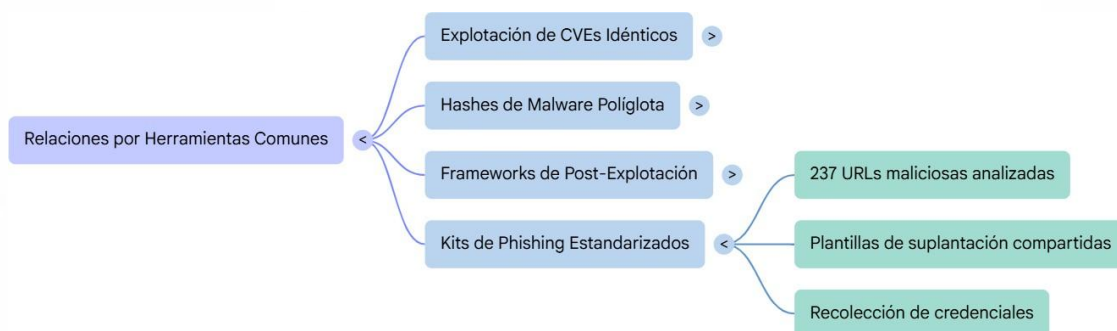 Relaciones por Herramientas Comunes
<
Explotación de CVEs Idénticos
>
Hashes de Malware Políglota
>
Frameworks de Post-Explotación
>
Kits de Phishing Estandarizados
<
237 URLs maliciosas analizadas
Plantillas de suplantación compartidas
Recolección de credenciales